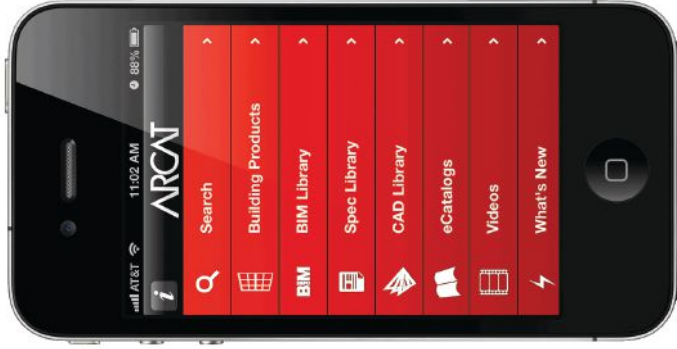 AT&T 11:02 AM 88%
i ARCAT
Search
Building Products
BIM BIM Library
Spec Library
CAD Library
eCatalogs
Videos
What's New